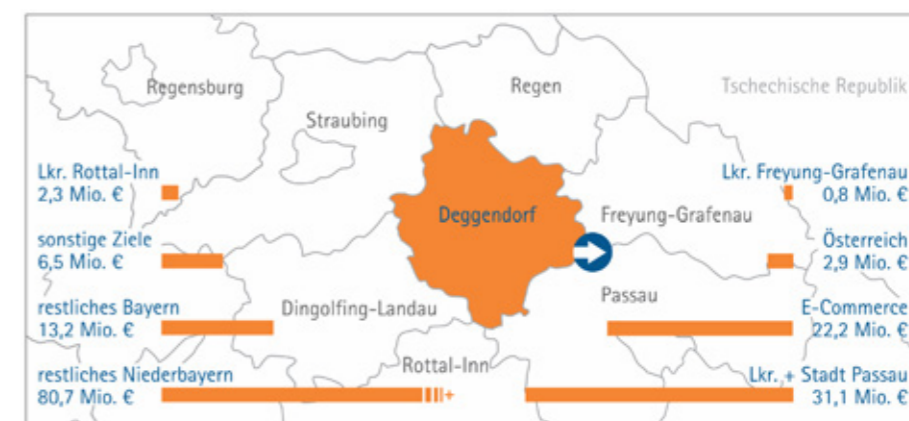 Regensburg
Regen
Tschechische Republik
Straubing
Lkr. Rottal-Inn
2,3 Mio. €
Lkr. Freyung-Grafenau
0,8 Mio. €
Deggendorf
Freyung-Grafenau
sonstige Ziele
6,5 Mio. €
Österreich
2,9 Mio. €
Passau
restliches Bayern
13,2 Mio. €
Dingolfing-Landau
E-Commerce
22,2 Mio. €
Rottal-Inn
restliches Niederbayern
80,7 Mio. €
+
Lkr. + Stadt Passau
31,1 Mio. €